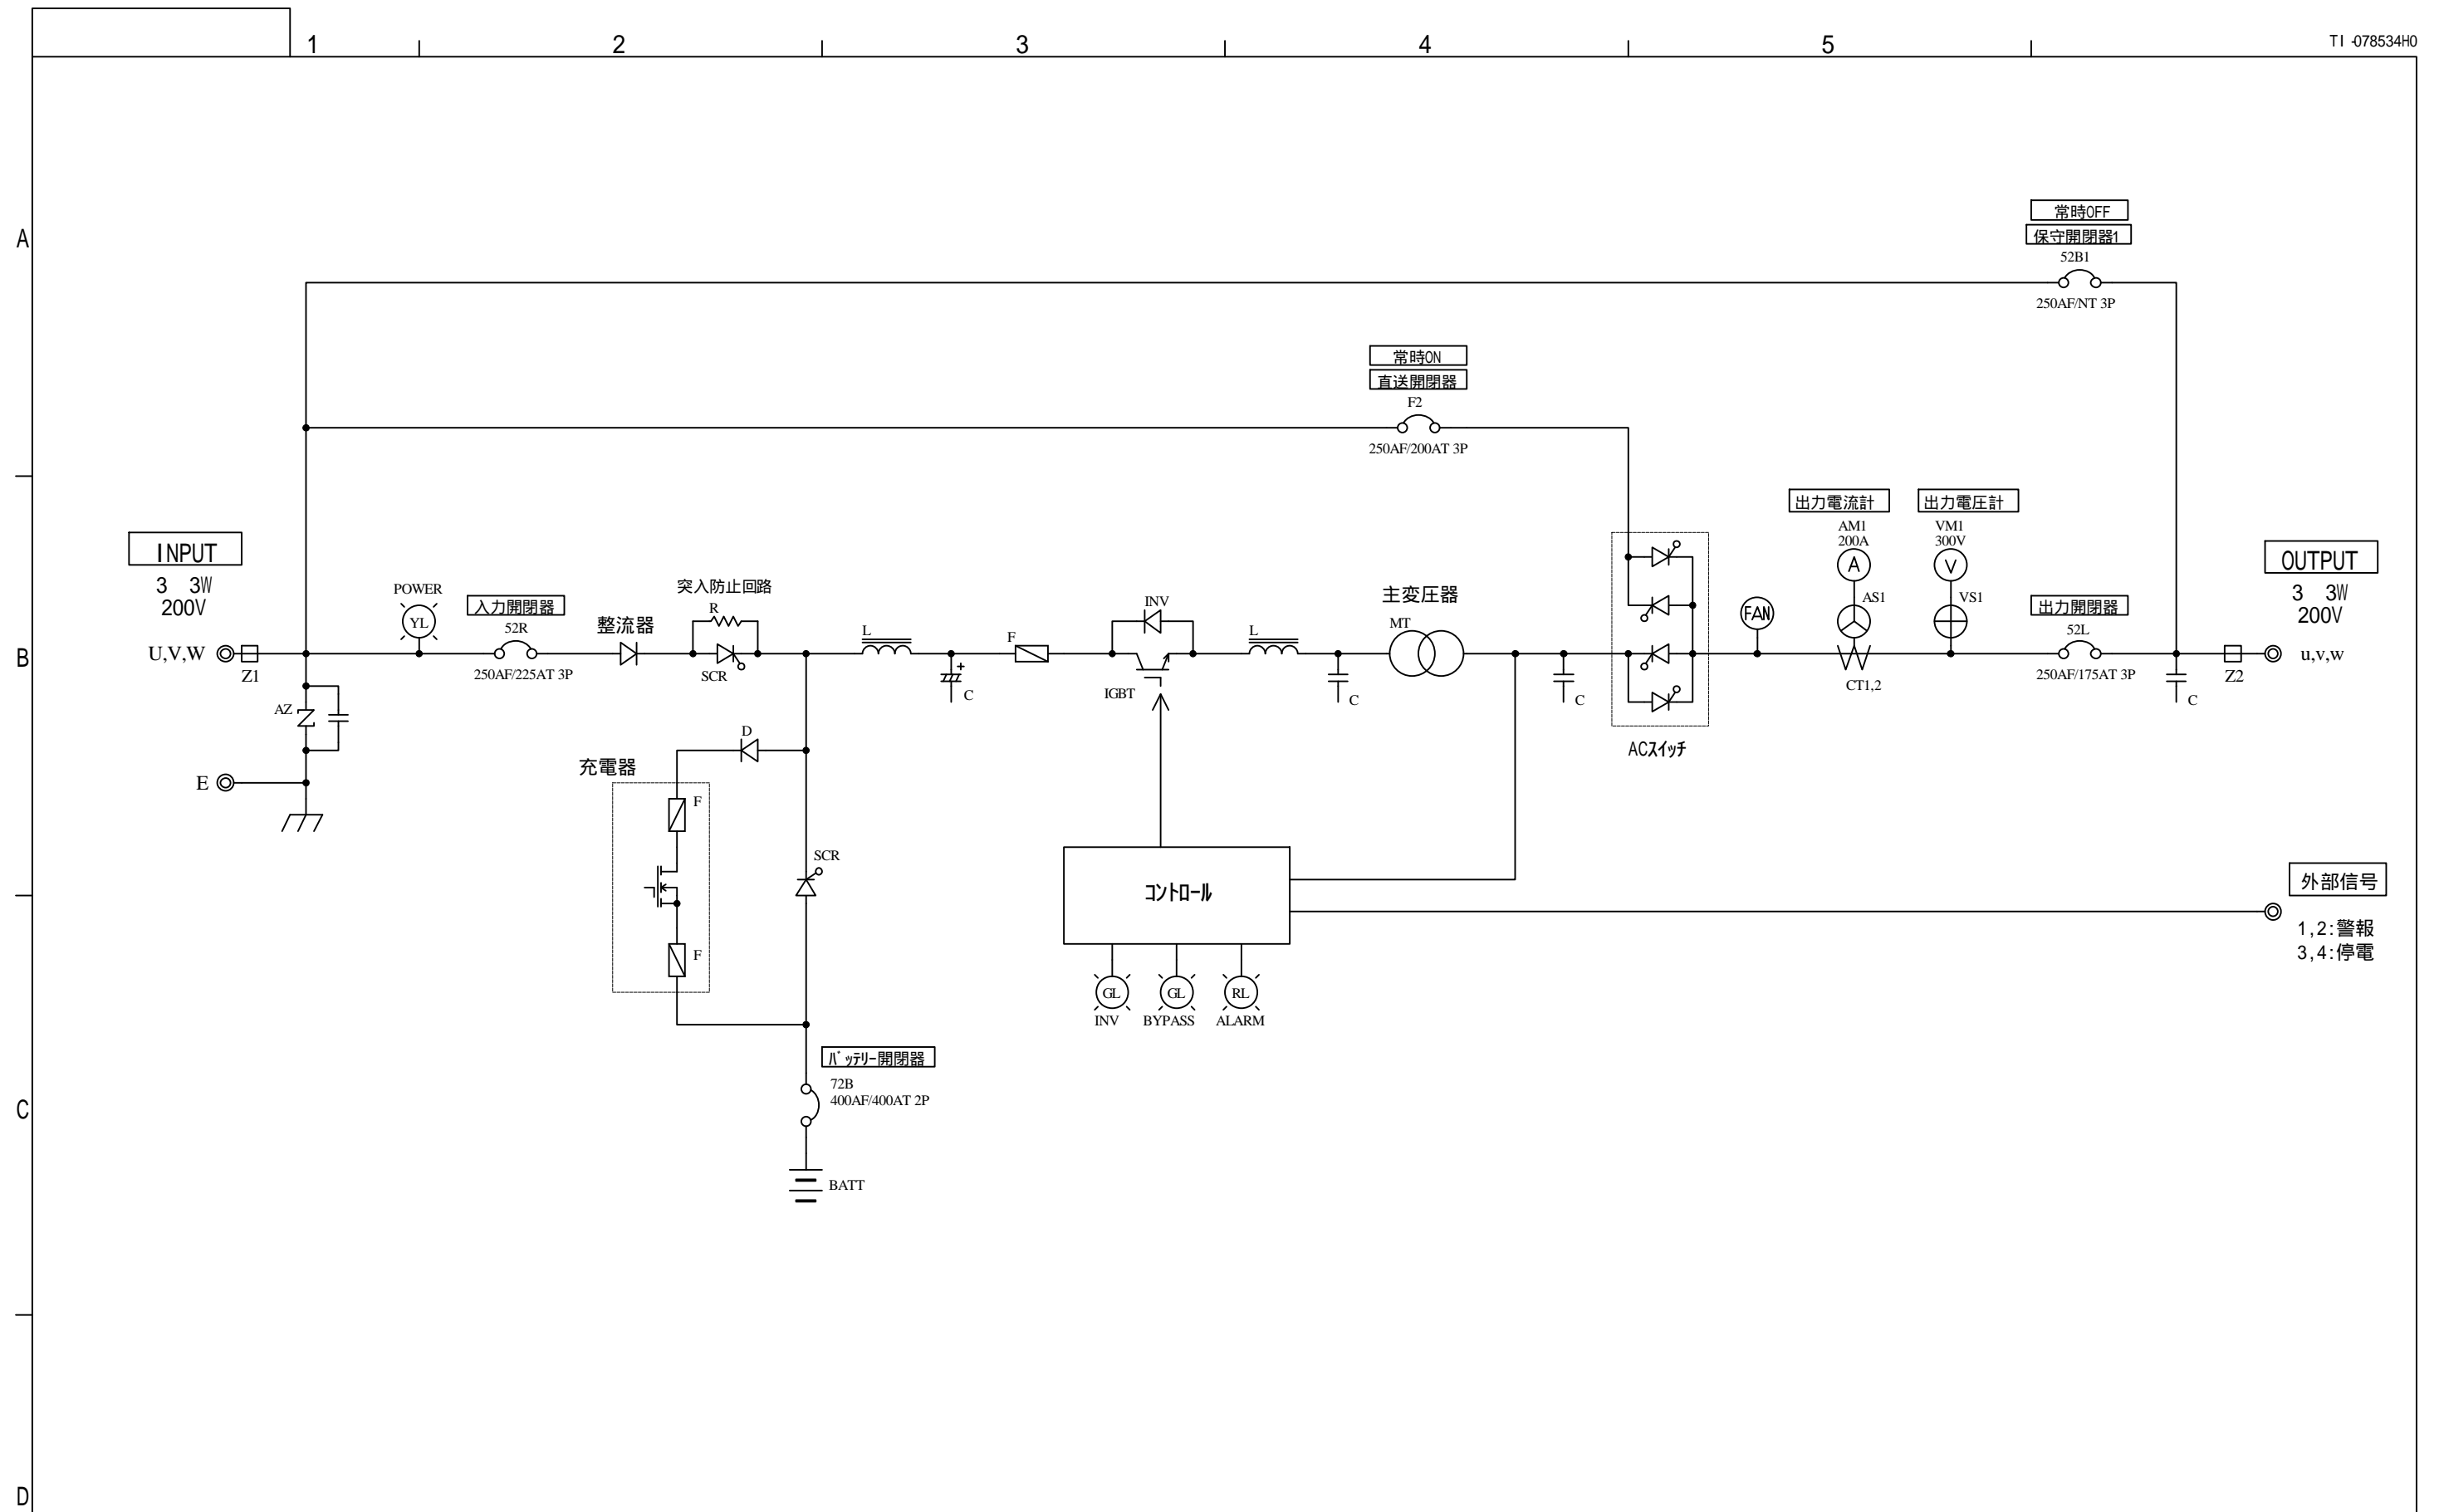 1
2
3
4
5
TI-078534H0
A
常時OFF
保守開閉器1
52B1
250AF/NT 3P
常時ON
直送開閉器
F2
250AF/200AT 3P
出力電流計
AM1
200A
A
AS1
出力電圧計
VM1
300V
V
VS1
INPUT
3 3W
200V
OUTPUT
3 3W
200V
B
U,V,W
Z1
POWER
YL
入力開閉器
52R
250AF/225AT 3P
整流器
突入防止回路
R
SCR
L
C
F
INV
IGBT
L
C
主変圧器
MT
C
ACスイッチ
FAN
CT1,2
出力開閉器
52L
250AF/175AT 3P
C
Z2
u,v,w
AZ
E
D
充電器
F
SCR
F
コントロール
外部信号
1,2:警報
3,4:停電
GL
INV
GL
BYPASS
RL
ALARM
バッテリー開閉器
72B
400AF/400AT 2P
C
BATT
D